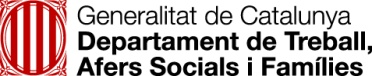 Generalitat de Catalunya
Departament de Treball,
Afers Socials i Famílies